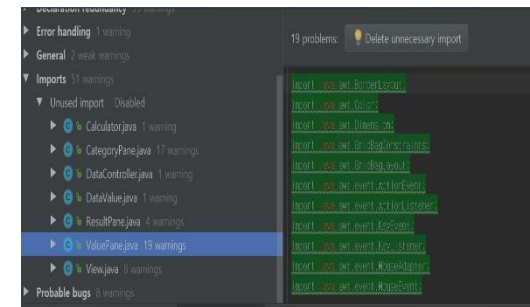 Declaration redundancy 35 warnings
Error handling 1 warning
General 2 weak warnings
Imports 51 warnings
Unused import Disabled
Calculator.java 1 warning
CategoryPane.java 17 warnings
DataController.java 1 warning
DataValue.java 1 warning
ResultPane.java 4 warnings
ValuePane.java 19 warnings
View.java 8 warnings
Probable bugs 8 warnings
19 problems:
Delete unnecessary import
import java.awt.BorderLayout;
import java.awt.Color;
import java.awt.Dimension;
import java.awt.GridBagConstraints;
import java.awt.GridBagLayout;
import java.awt.event.ActionEvent;
import java.awt.event.ActionListener;
import java.awt.event.KeyEvent;
import java.awt.event.KeyListener;
import java.awt.event.MouseAdapter;
import java.awt.event.MouseEvent;